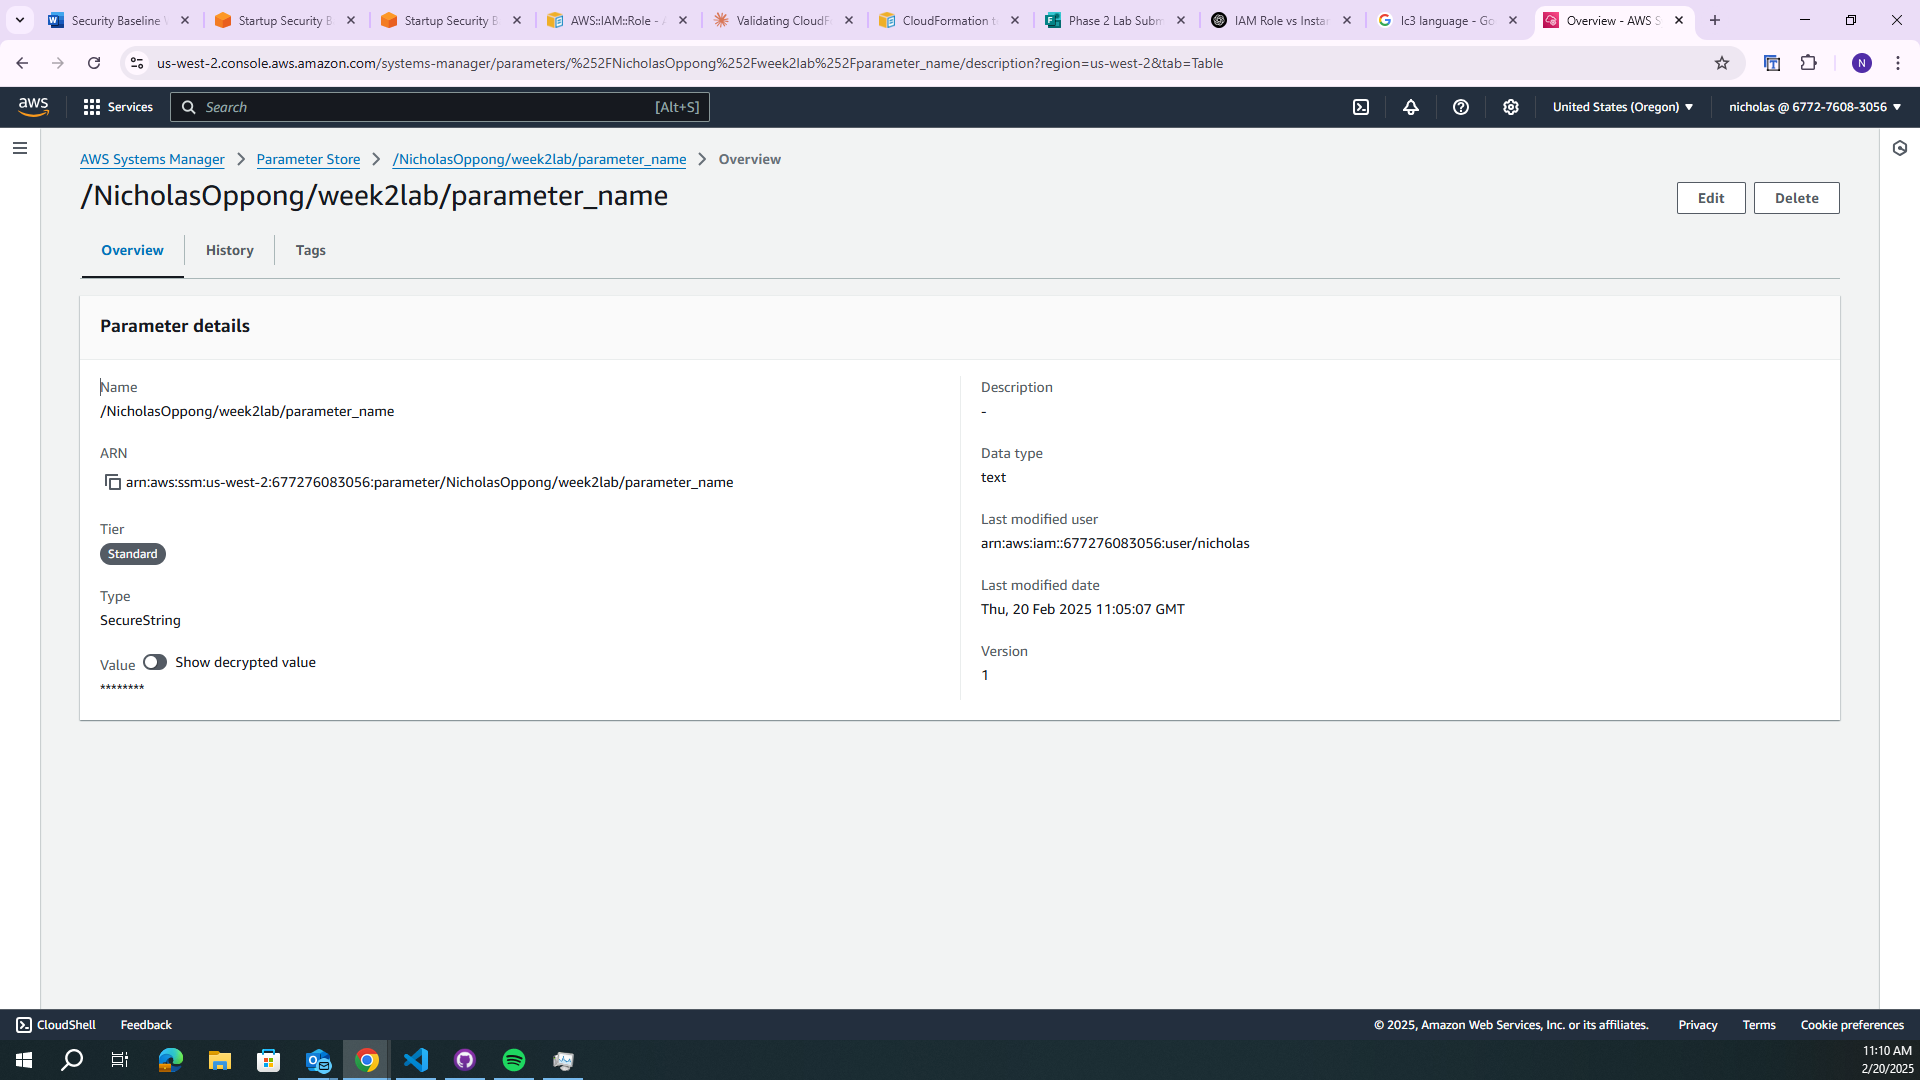 Security Baseline
Startup Security B
Startup Security B
AWS::IAM::Role -
Validating CloudF
CloudFormation t
Phase 2 Lab Subm
IAM Role vs Instan
lc3 language - Go
Overview - AWS S
us-west-2.console.aws.amazon.com/systems-manager/parameters/%252FNicholasOppong%252Fweek2lab%252Fparameter_name/description?region=us-west-2&tab=Table
N
aws
Services
Search
[Alt+S]
United States (Oregon)
nicholas @ 6772-7608-3056
AWS Systems Manager > Parameter Store > /NicholasOppong/week2lab/parameter_name > Overview
/NicholasOppong/week2lab/parameter_name
Edit
Delete
Overview
History
Tags
Parameter details
Name
/NicholasOppong/week2lab/parameter_name
ARN
arn:aws:ssm:us-west-2:677276083056:parameter/NicholasOppong/week2lab/parameter_name
Tier
Standard
Type
SecureString
Value
Show decrypted value
********
Description
-
Data type
text
Last modified user
arn:aws:iam::677276083056:user/nicholas
Last modified date
Thu, 20 Feb 2025 11:05:07 GMT
Version
1
CloudShell
Feedback
© 2025, Amazon Web Services, Inc. or its affiliates.
Privacy
Terms
Cookie preferences
11:10 AM
2/20/2025